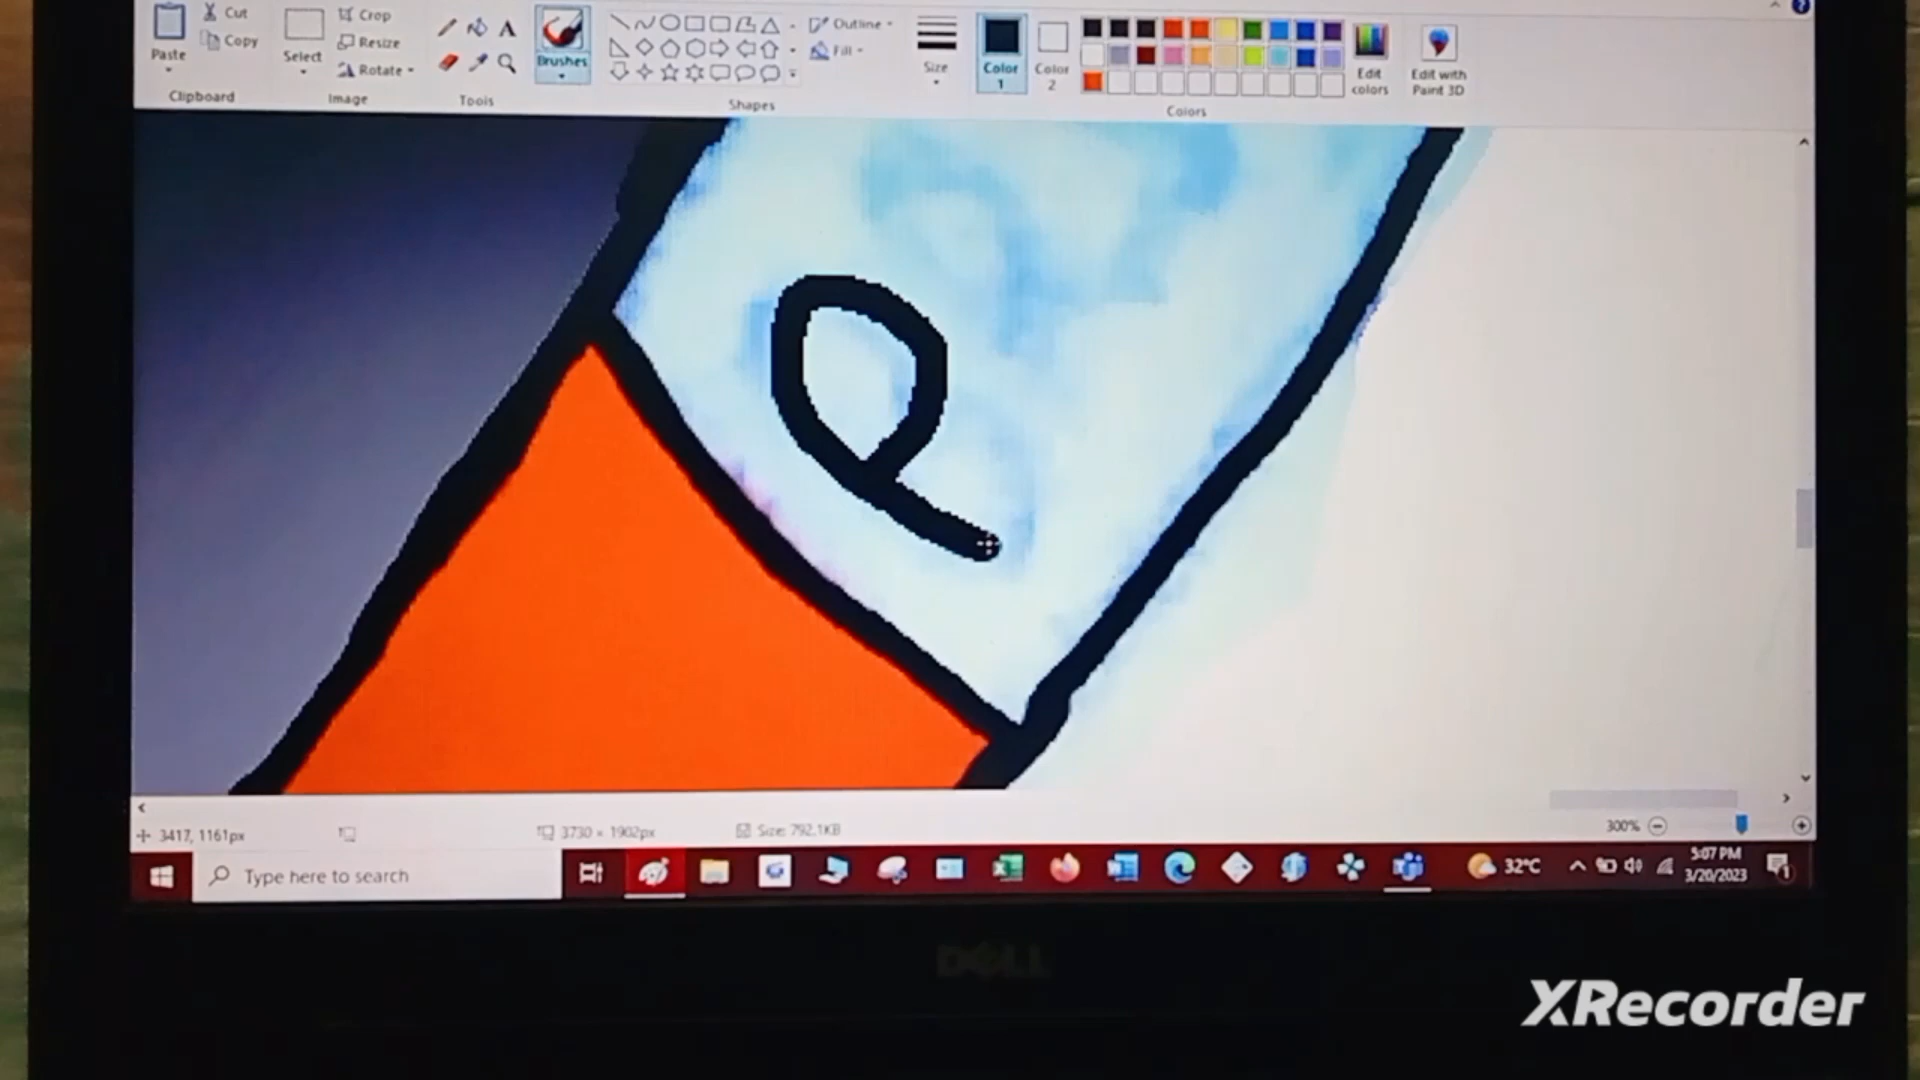 Cut
Crop
Paste
Copy
Select
Resize
Rotate
Clipboard
Image
Tools
A
Brushes
Shapes
Outline
Fill
Size
Color
1
Color
2
Colors
Edit
colors
Edit with
Paint 3D
3417, 1161px
3730 × 1902px
Size: 792.1KB
300%
Type here to search
32°C
5:07 PM
3/20/2023
1
DELL
XRecorder